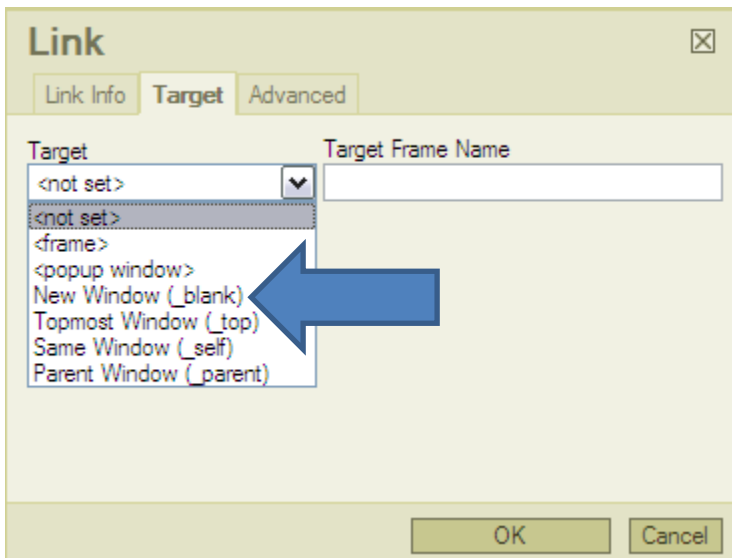 Link
Link Info Target Advanced
Target Target Frame Name
<not set>
<not set>
<frame>
<popup window>
New Window (_blank)
Topmost Window (_top)
Same Window (_self)
Parent Window (_parent)
OK Cancel